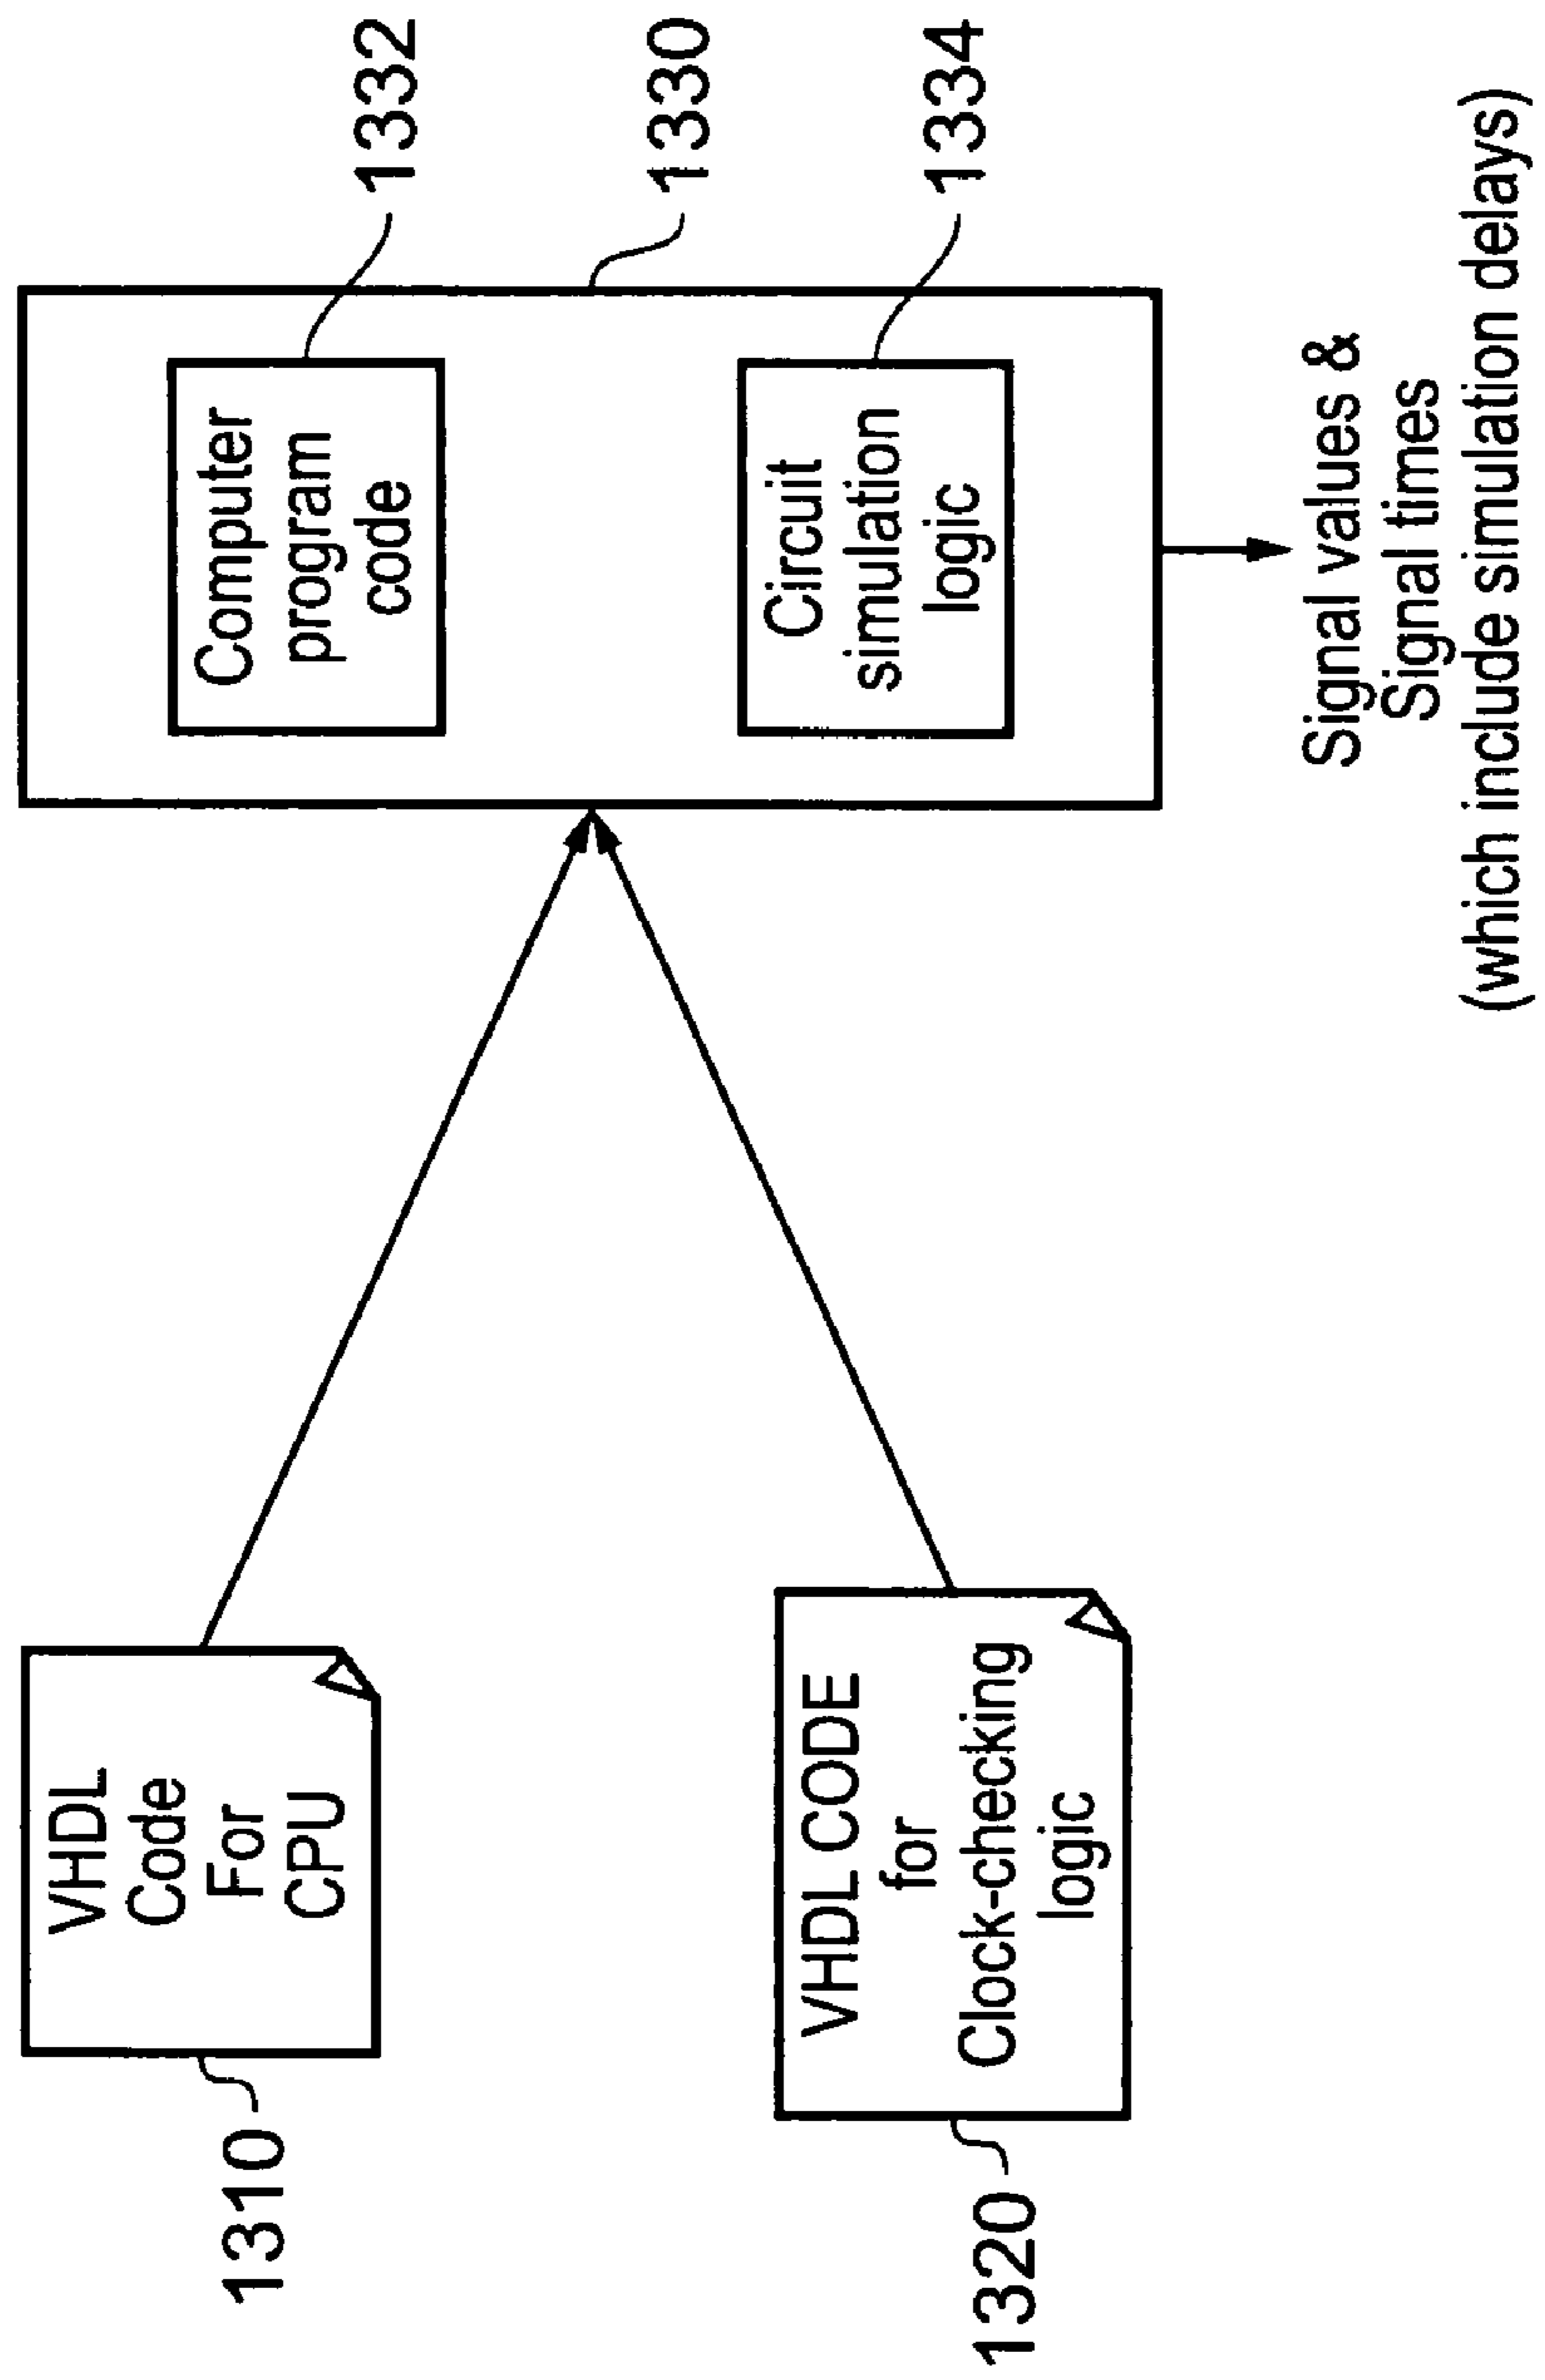 1310
VHDL
Code
For
CPU
1320
VHDL CODE
for
Clock-checking
logic
Computer
program
code
1332
1330
Circuit
simulation
logic
1334
Signal values &
Signal times
(which include simulation delays)